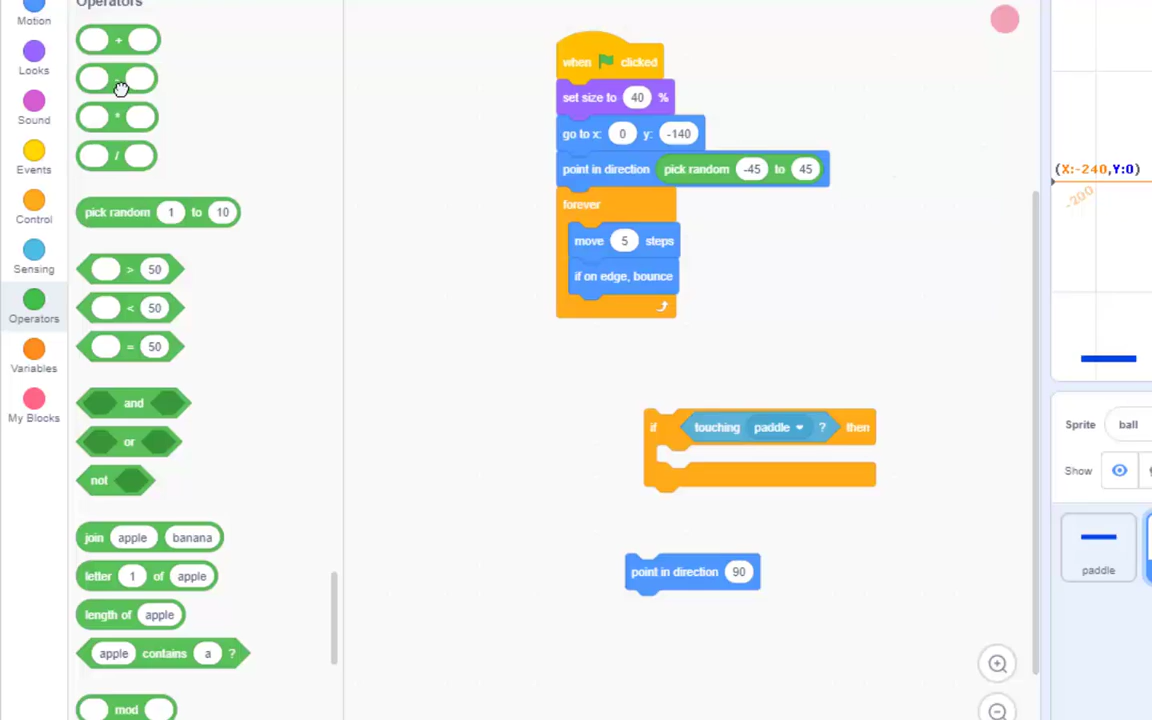 Operators
Motion
Looks
Sound
Events
Control
Sensing
Operators
Variables
My Blocks
+
-
*
/
pick random 1 to 10
> 50
< 50
= 50
and
or
not
join apple banana
letter 1 of apple
length of apple
apple contains a ?
mod
when clicked
set size to 40 %
go to x: 0 y: -140
point in direction pick random -45 to 45
forever
move 5 steps
if on edge, bounce
if touching paddle ? then
point in direction 90
(X:-240,Y:0)
-200
Sprite ball
Show
paddle